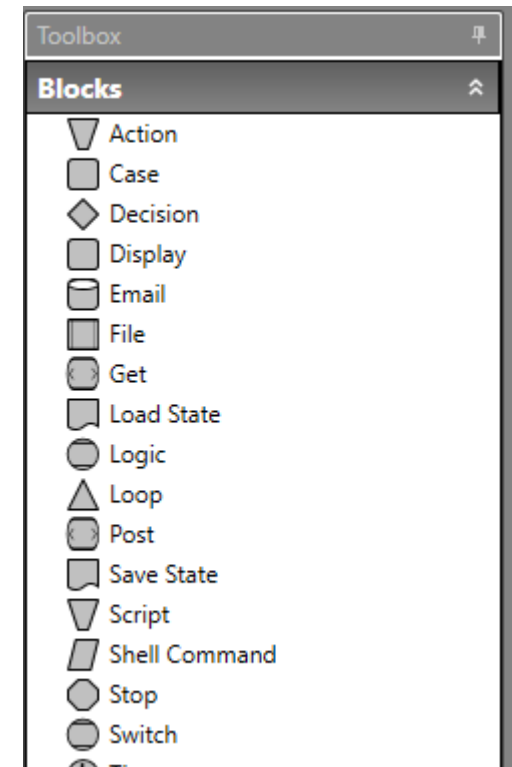 Toolbox
Blocks
Action
Case
Decision
Display
Email
File
Get
Load State
Logic
Loop
Post
Save State
Script
Shell Command
Stop
Switch